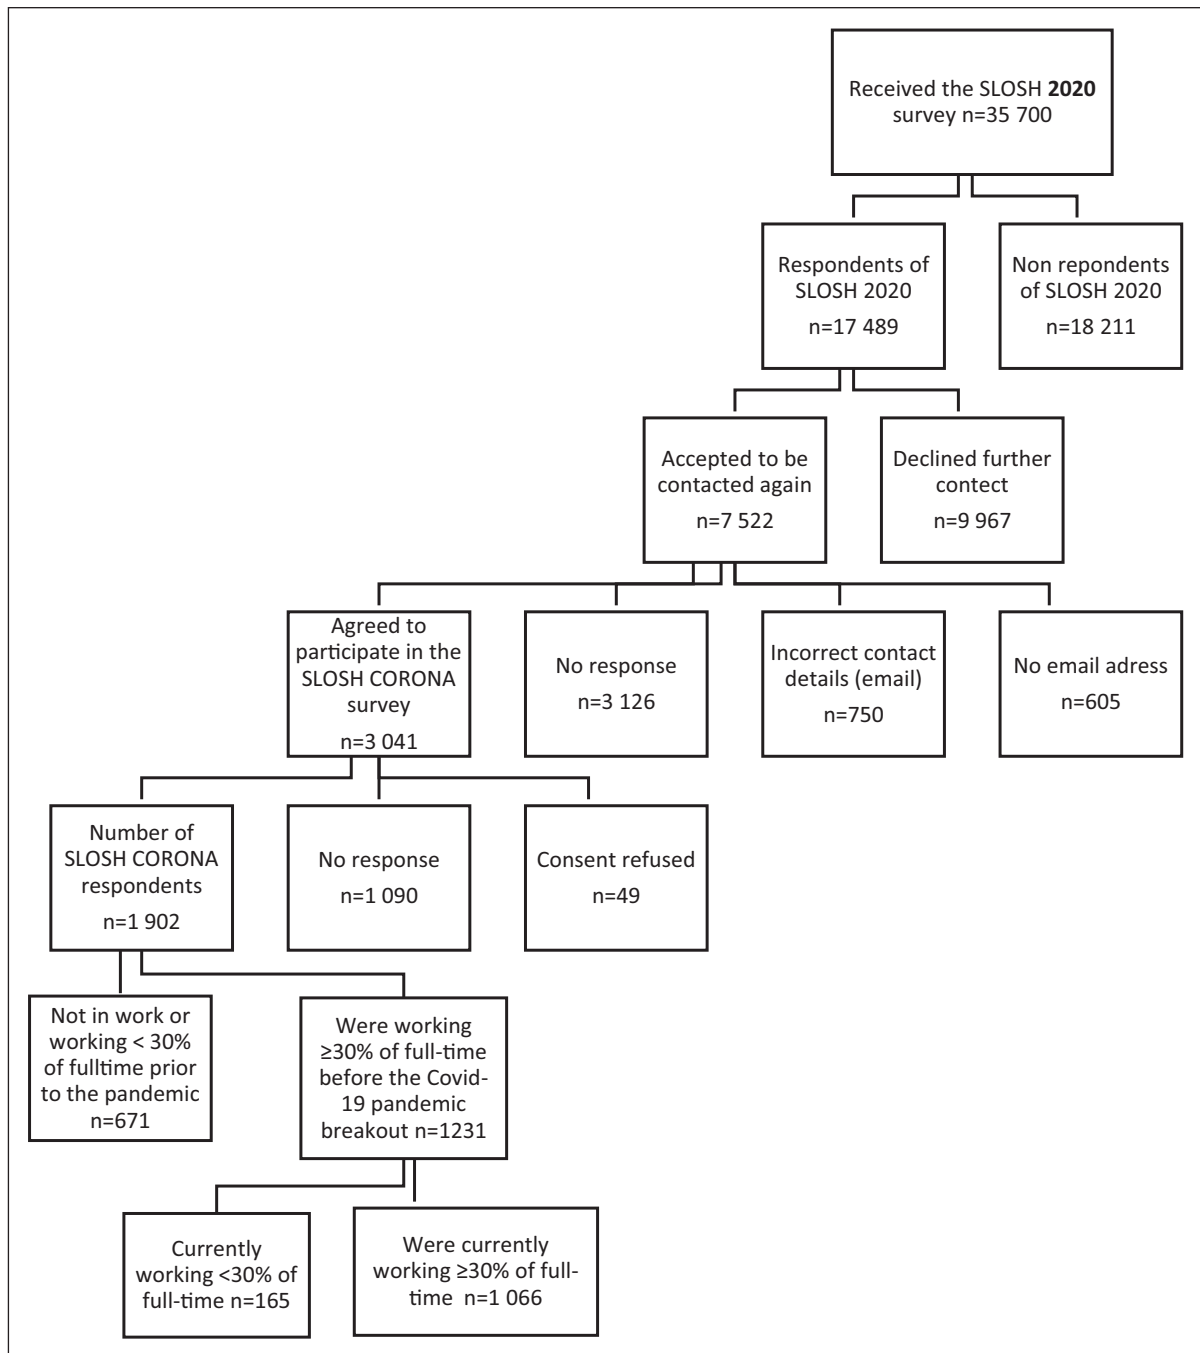 Received the SLOSH 2020
survey n=35 700
Respondents of
SLOSH 2020
n=17 489
Non repondents
of SLOSH 2020
n=18 211
Accepted to be
contacted again
n=7 522
Declined further
contect
n=9 967
Agreed to
participate in the
SLOSH CORONA
survey
n=3 041
No response
n=3 126
Incorrect contact
details (email)
n=750
No email adress
n=605
Number of
SLOSH CORONA
respondents
n=1 902
No response
n=1 090
Consent refused
n=49
Not in work or
working < 30%
of fulltime prior
to the pandemic
n=671
Were working
≥30% of full-time
before the Covid-
19 pandemic
breakout n=1231
Currently
working <30% of
full-time n=165
Were currently
working ≥30% of full-
time n=1 066